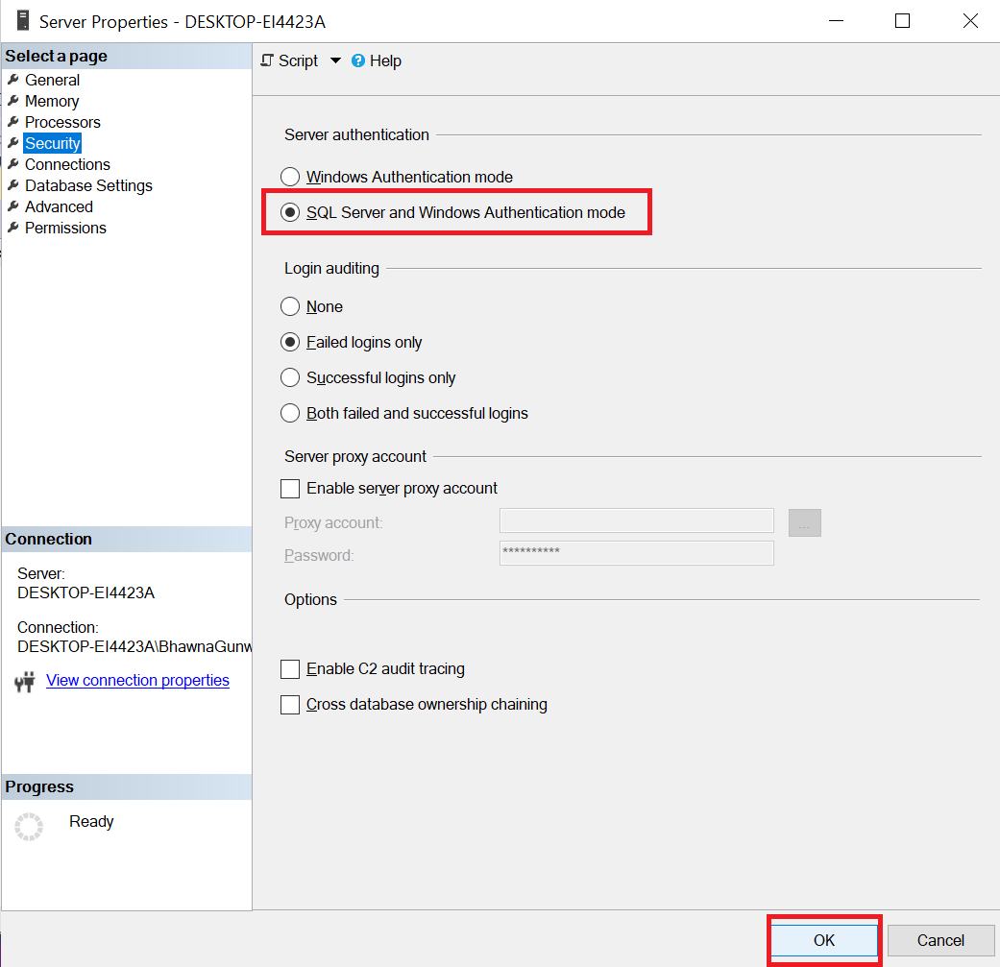 Server Properties - DESKTOP-EI4423A
Select a page
General
Memory
Processors
Security
Connections
Database Settings
Advanced
Permissions
Connection
Server:
DESKTOP-EI4423A
Connection:
DESKTOP-EI4423A\BhawnaGunw
View connection properties
Progress
Ready
Script
Help
Server authentication
Windows Authentication mode
SQL Server and Windows Authentication mode
Login auditing
None
Failed logins only
Successful logins only
Both failed and successful logins
Server proxy account
Enable server proxy account
Proxy account:
...
Password:
**********
Options
Enable C2 audit tracing
Cross database ownership chaining
OK
Cancel